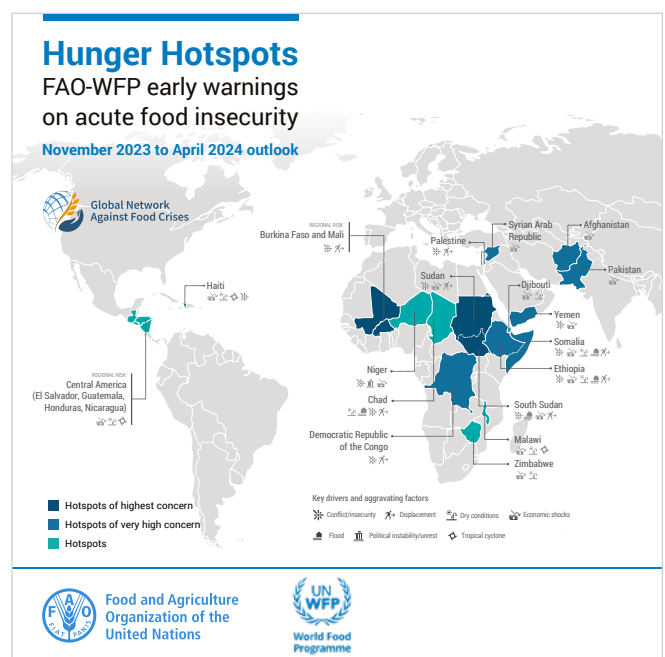 Hunger Hotspots
FAO-WFP early warnings
on acute food insecurity
November 2023 to April 2024 outlook
Global Network
Against Food Crises
REGIONAL RISK
Burkina Faso and Mali
Palestine
Syrian Arab
Republic
Afghanistan
Pakistan
Sudan
Djibouti
Haiti
Yemen
Somalia
Ethiopia
REGIONAL RISK
Central America
(El Salvador, Guatemala,
Honduras, Nicaragua)
Niger
Chad
South Sudan
Democratic Republic
of the Congo
Malawi
Zimbabwe
Hotspots of highest concern
Hotspots of very high concern
Hotspots
Key drivers and aggravating factors
Conflict/insecurity
Displacement
Dry conditions
Economic shocks
Flood
Political instability/unrest
Tropical cyclone
F A O
FIAT PANIS
Food and Agriculture
Organization of the
United Nations
UN
WFP
World Food
Programme